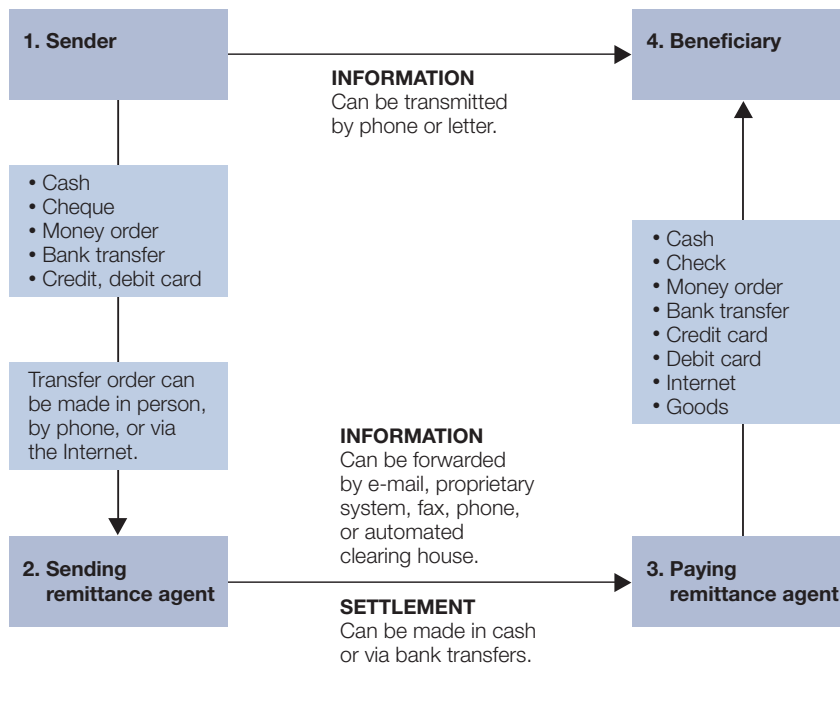 1. Sender
4. Beneficiary
INFORMATION
Can be transmitted
by phone or letter.
• Cash
• Cheque
• Money order
• Bank transfer
• Credit, debit card
• Cash
• Check
• Money order
• Bank transfer
• Credit card
• Debit card
• Internet
• Goods
Transfer order can
be made in person,
by phone, or via
the Internet.
INFORMATION
Can be forwarded
by e-mail, proprietary
system, fax, phone,
or automated
clearing house.
2. Sending
remittance agent
3. Paying
remittance agent
SETTLEMENT
Can be made in cash
or via bank transfers.